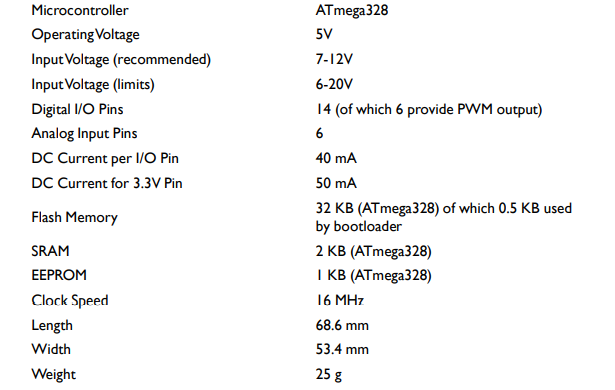 Microcontroller ATmega328
Operating Voltage 5V
Input Voltage (recommended) 7-12V
Input Voltage (limits) 6-20V
Digital I/O Pins 14 (of which 6 provide PWM output)
Analog Input Pins 6
DC Current per I/O Pin 40 mA
DC Current for 3.3V Pin 50 mA
Flash Memory 32 KB (ATmega328) of which 0.5 KB used
by bootloader
SRAM 2 KB (ATmega328)
EEPROM 1 KB (ATmega328)
Clock Speed 16 MHz
Length 68.6 mm
Width 53.4 mm
Weight 25 g